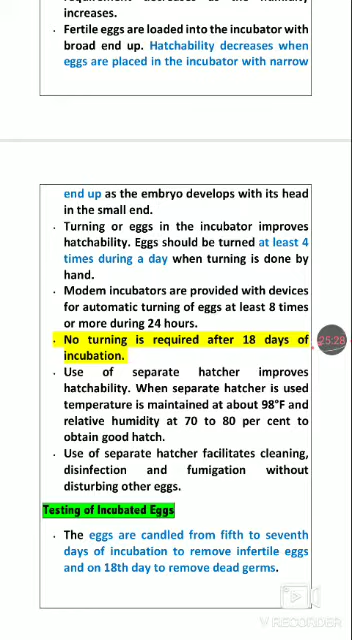 increases.
Fertile eggs are loaded into the incubator with
broad end up. Hatchability decreases when
eggs are placed in the incubator with narrow
end up as the embryo develops with its head
in the small end.
Turning or eggs in the incubator improves
hatchability. Eggs should be turned at least 4
times during a day when turning is done by
hand.
Modem incubators are provided with devices
for automatic turning of eggs at least 8 times
or more during 24 hours.
No turning is required after 18 days of
incubation.
25:28
Use of separate hatcher improves
hatchability. When separate hatcher is used
temperature is maintained at about 98°F and
relative humidity at 70 to 80 per cent to
obtain good hatch.
Use of separate hatcher facilitates cleaning,
disinfection and fumigation without
disturbing other eggs.
Testing of Incubated Eggs
The eggs are candled from fifth to seventh
days of incubation to remove infertile eggs
and on 18th day to remove dead germs.
V RECORDER